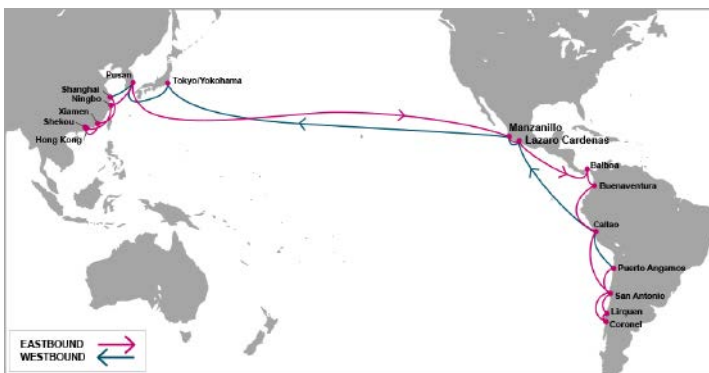 Pusan
Tokyo/Yokohama
Shanghai
Ningbo
Xiamen
Shekou
Hong Kong
Manzanillo
Lazaro Cardenas
Balboa
Buenaventura
Callao
Puerto Angamos
San Antonio
Lirquen
Coronel
EASTBOUND
WESTBOUND